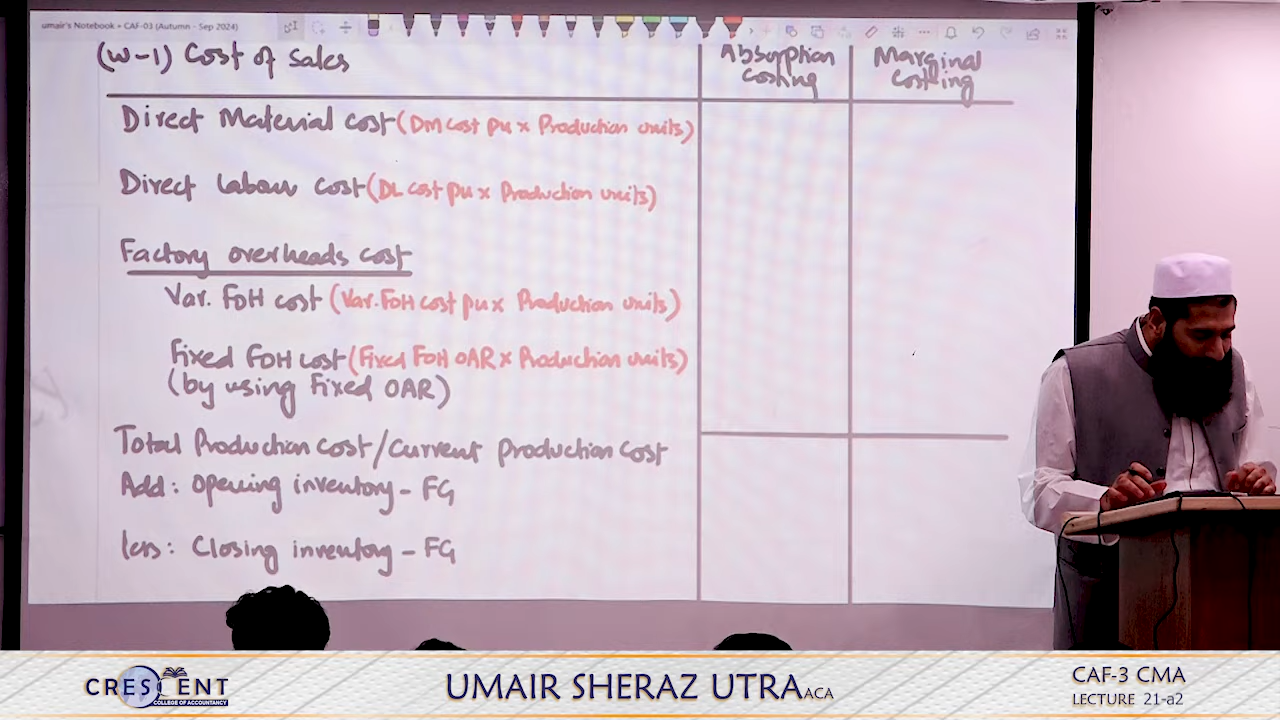 umair's Notebook • CAF-03 (Autumn - Sep 2024)
(W-1) Cost of Sales
Absorption Costing
Marginal Costing
Direct Material cost (DM cost pu x Production units)
Direct Labour cost (DL cost pu x Production units)
Factory overheads cost
Var. FOH cost (Var. FOH cost pu x Production units)
Fixed FOH cost (Fixed FOH OAR x Production units)
(by using Fixed OAR)
Total Production cost/Current production cost
Add: Opening inventory - FG
less: Closing inventory - FG
CRESCENT
COLLEGE OF ACCOUNTANCY
UMAIR SHERAZ UTRA ACA
CAF-3 CMA
LECTURE 21-a2